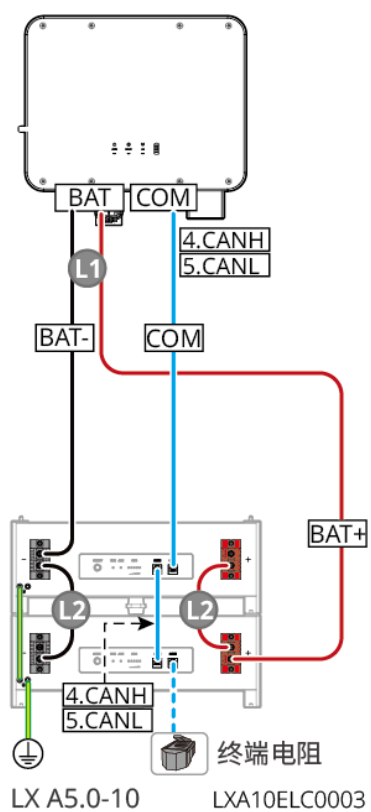 BAT COM
4.CANH
5.CANL
L1
BAT- COM
BAT+
- +
L2 L2
- +
4.CANH
5.CANL
终端电阻
LX A5.0-10 LXA10ELC0003